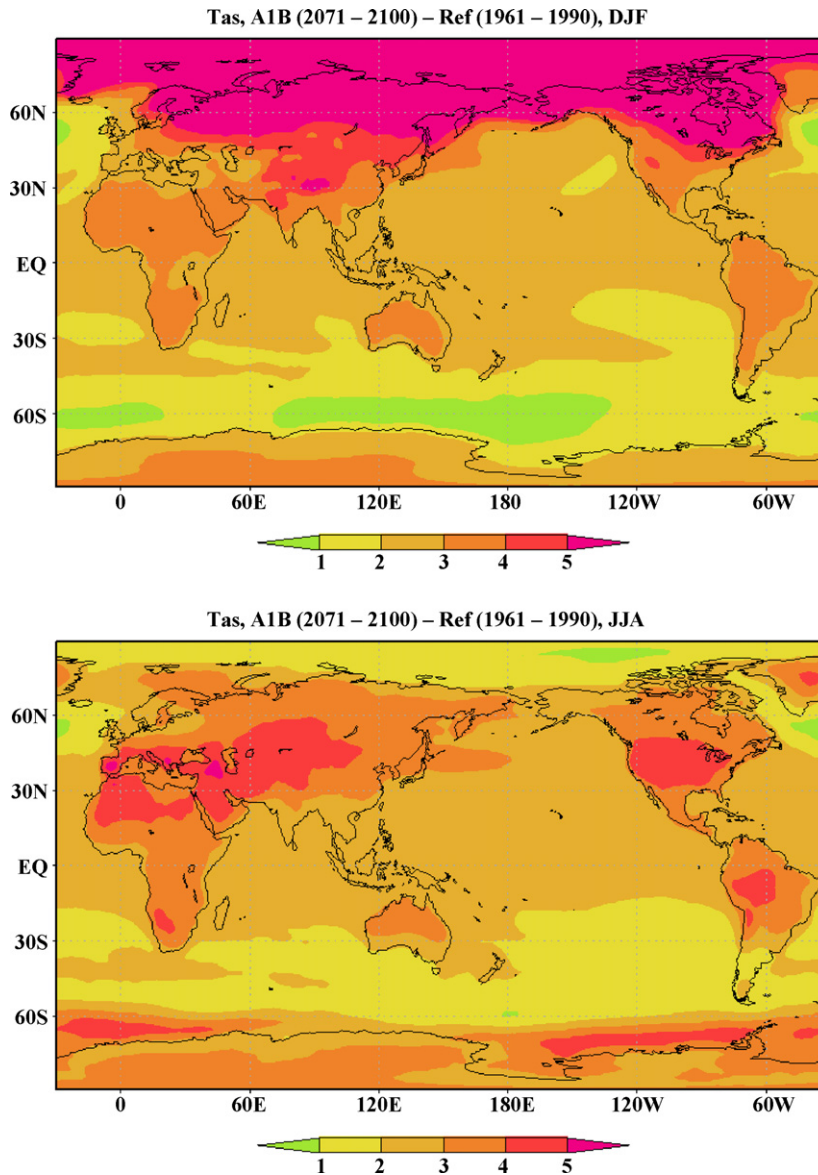 Tas, A1B (2071 – 2100) – Ref (1961 – 1990), DJF
60N
30N
EQ
30S
60S
0 60E 120E 180 120W 60W
1 2 3 4 5
Tas, A1B (2071 – 2100) – Ref (1961 – 1990), JJA
60N
30N
EQ
30S
60S
0 60E 120E 180 120W 60W
1 2 3 4 5